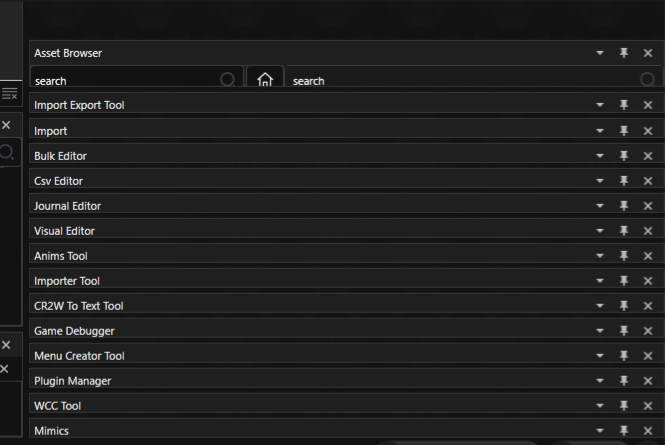 Asset Browser
search
search
Import Export Tool
Import
Bulk Editor
Csv Editor
Journal Editor
Visual Editor
Anims Tool
Importer Tool
CR2W To Text Tool
Game Debugger
Menu Creator Tool
Plugin Manager
WCC Tool
Mimics